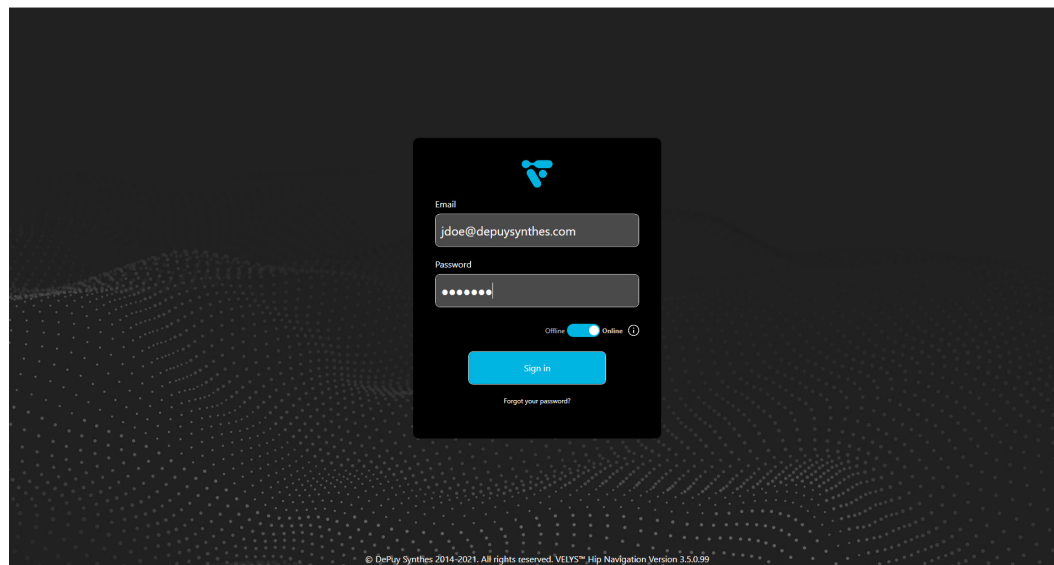 Email
jdoe@depuysynthes.com
Password
●●●●●●●
Offline Online
Sign in
Forgot your password?
© DePuy Synthes 2014-2021. All rights reserved. VELYS™ Hip Navigation Version 3.5.0.99